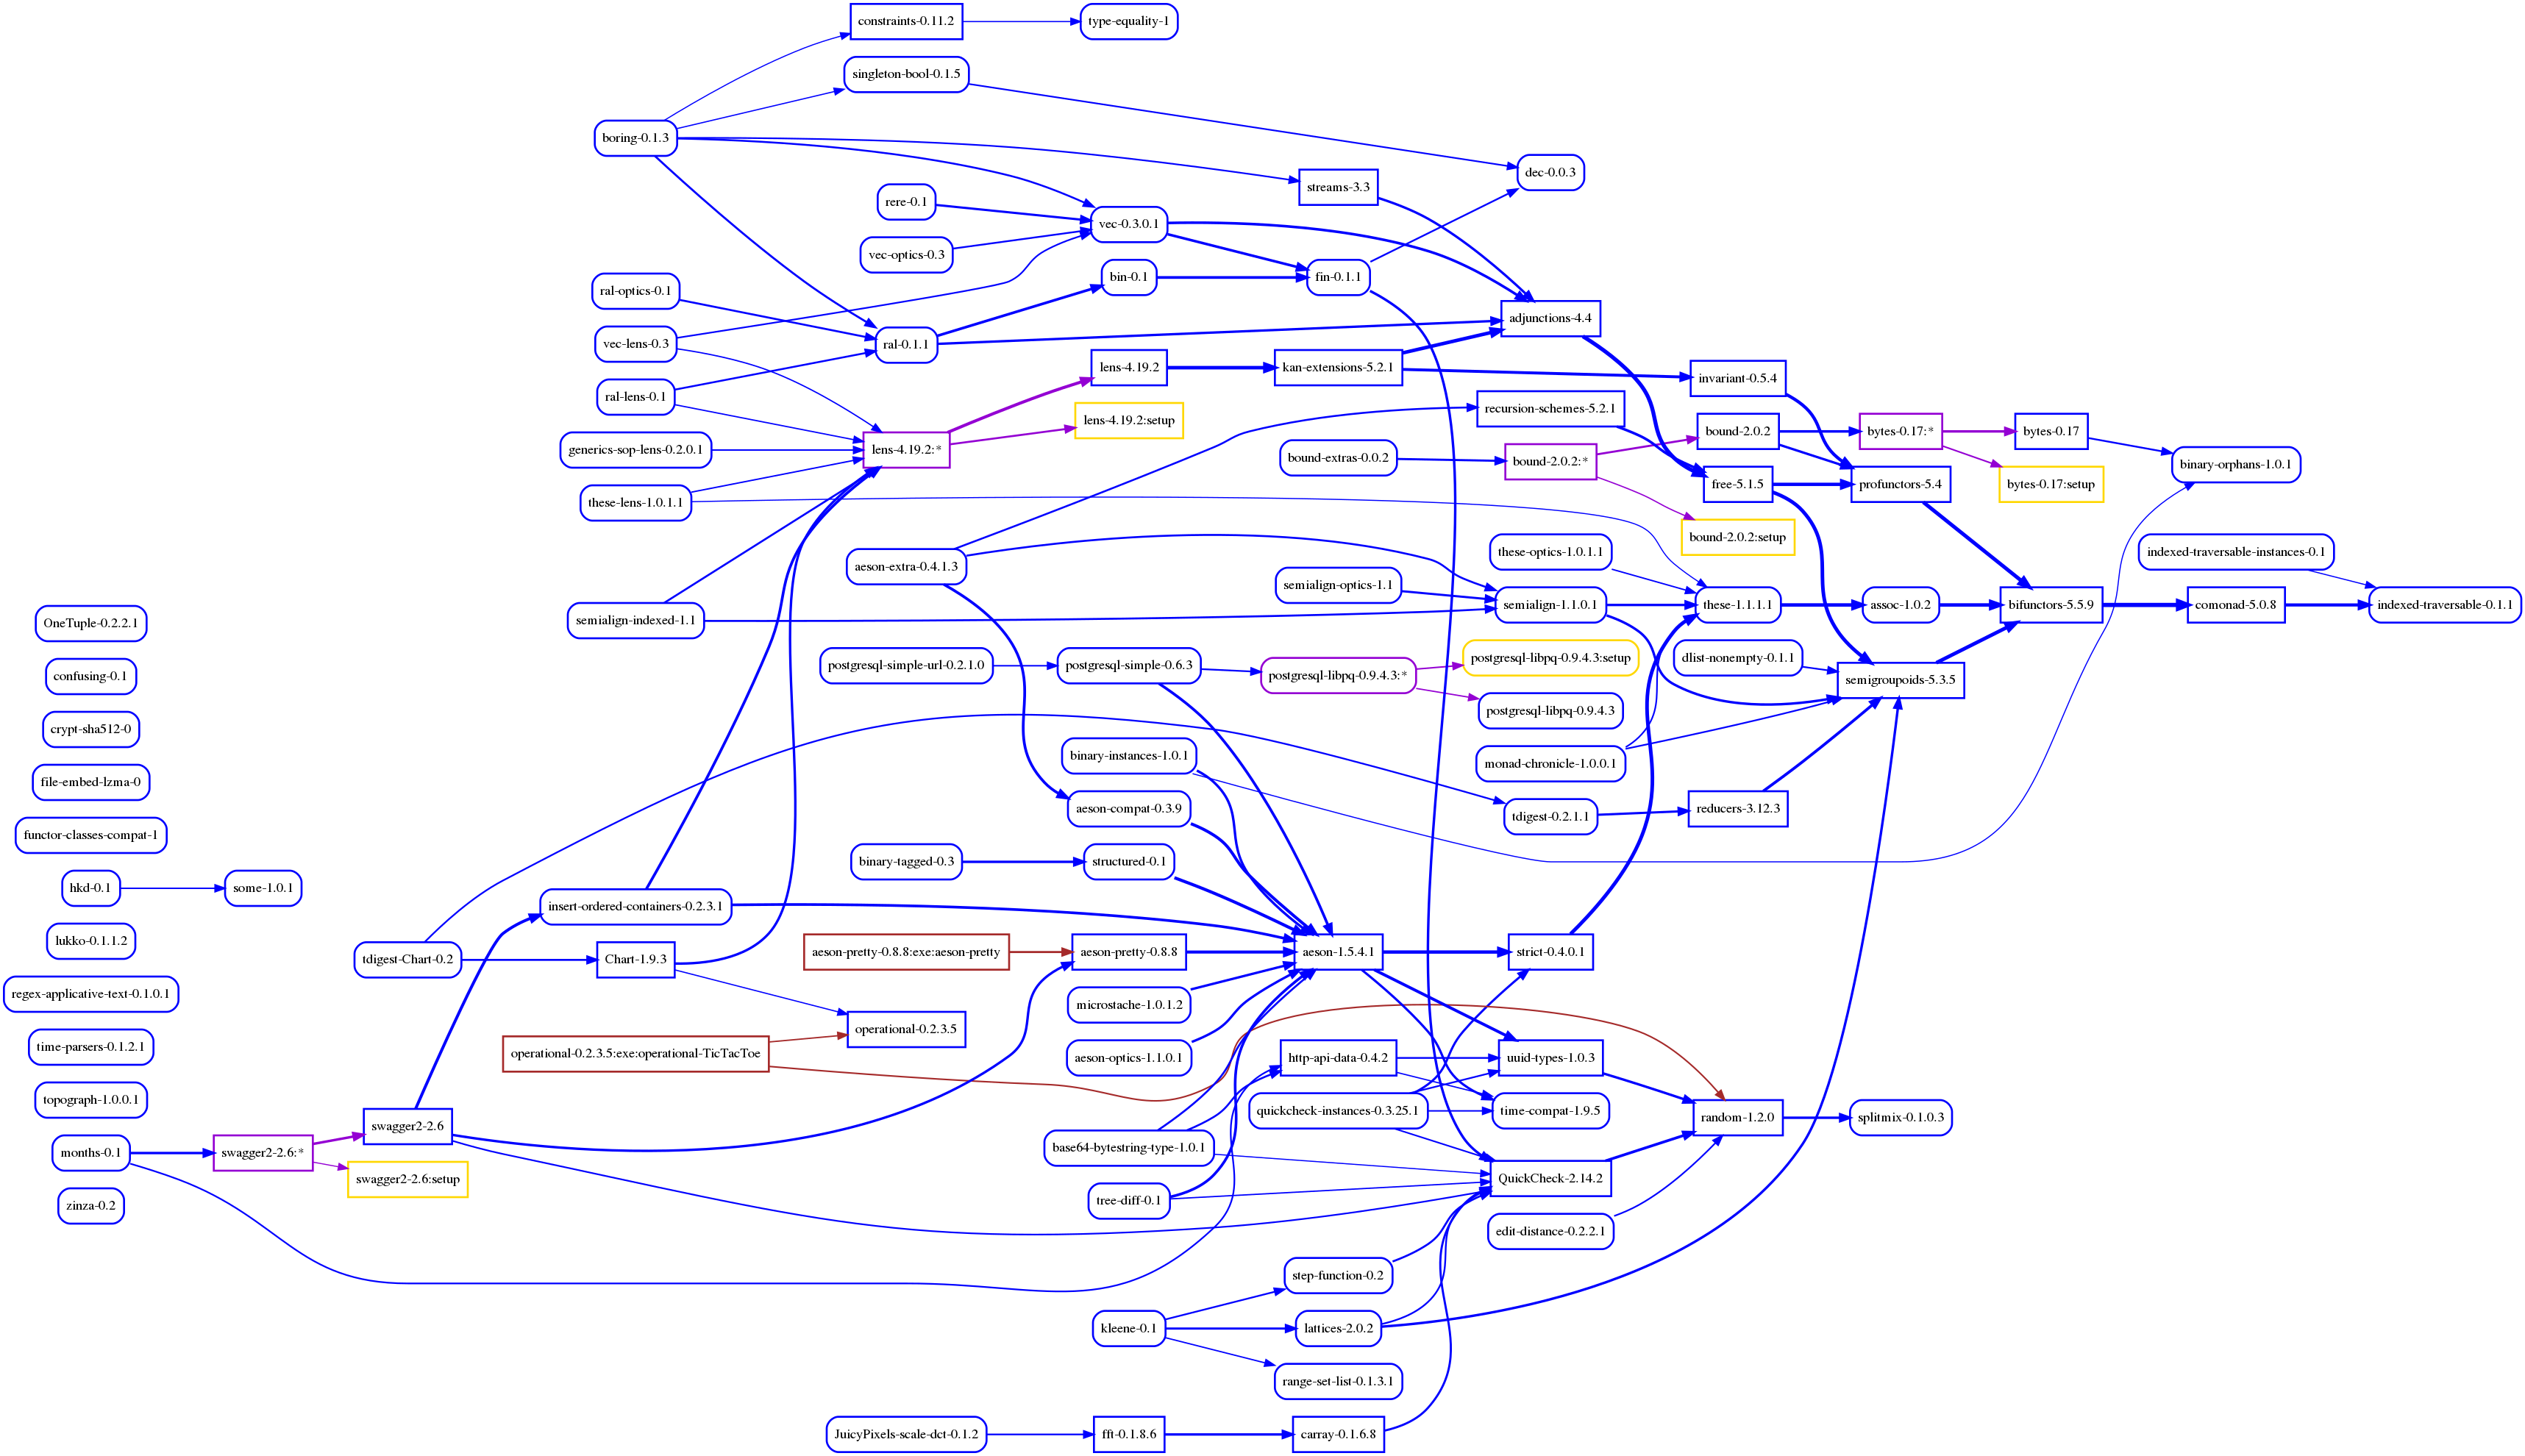 constraints-0.11.2
type-equality-1
singleton-bool-0.1.5
boring-0.1.3
dec-0.0.3
streams-3.3
rere-0.1
vec-0.3.0.1
vec-optics-0.3
bin-0.1
fin-0.1.1
ral-optics-0.1
adjunctions-4.4
vec-lens-0.3
ral-0.1.1
lens-4.19.2
kan-extensions-5.2.1
invariant-0.5.4
ral-lens-0.1
recursion-schemes-5.2.1
lens-4.19.2:setup
bound-2.0.2
bytes-0.17:*
bytes-0.17
generics-sop-lens-0.2.0.1
lens-4.19.2:*
bound-extras-0.0.2
bound-2.0.2:*
binary-orphans-1.0.1
free-5.1.5
profunctors-5.4
bytes-0.17:setup
these-lens-1.0.1.1
bound-2.0.2:setup
these-optics-1.0.1.1
indexed-traversable-instances-0.1
aeson-extra-0.4.1.3
semialign-optics-1.1
semialign-1.1.0.1
these-1.1.1.1
assoc-1.0.2
bifunctors-5.5.9
comonad-5.0.8
indexed-traversable-0.1.1
OneTuple-0.2.2.1
semialign-indexed-1.1
postgresql-simple-url-0.2.1.0
postgresql-simple-0.6.3
postgresql-libpq-0.9.4.3:*
postgresql-libpq-0.9.4.3:setup
dlist-nonempty-0.1.1
confusing-0.1
semigroupoids-5.3.5
postgresql-libpq-0.9.4.3
crypt-sha512-0
binary-instances-1.0.1
monad-chronicle-1.0.0.1
file-embed-lzma-0
aeson-compat-0.3.9
tdigest-0.2.1.1
reducers-3.12.3
functor-classes-compat-1
binary-tagged-0.3
structured-0.1
hkd-0.1
some-1.0.1
insert-ordered-containers-0.2.3.1
lukko-0.1.1.2
tdigest-Chart-0.2
Chart-1.9.3
aeson-pretty-0.8.8:exe:aeson-pretty
aeson-pretty-0.8.8
aeson-1.5.4.1
strict-0.4.0.1
regex-applicative-text-0.1.0.1
microstache-1.0.1.2
operational-0.2.3.5
time-parsers-0.1.2.1
operational-0.2.3.5:exe:operational-TicTacToe
aeson-optics-1.1.0.1
http-api-data-0.4.2
uuid-types-1.0.3
topograph-1.0.0.1
quickcheck-instances-0.3.25.1
time-compat-1.9.5
random-1.2.0
splitmix-0.1.0.3
swagger2-2.6
months-0.1
swagger2-2.6:*
base64-bytestring-type-1.0.1
swagger2-2.6:setup
QuickCheck-2.14.2
zinza-0.2
tree-diff-0.1
edit-distance-0.2.2.1
step-function-0.2
kleene-0.1
lattices-2.0.2
range-set-list-0.1.3.1
JuicyPixels-scale-dct-0.1.2
fft-0.1.8.6
carray-0.1.6.8